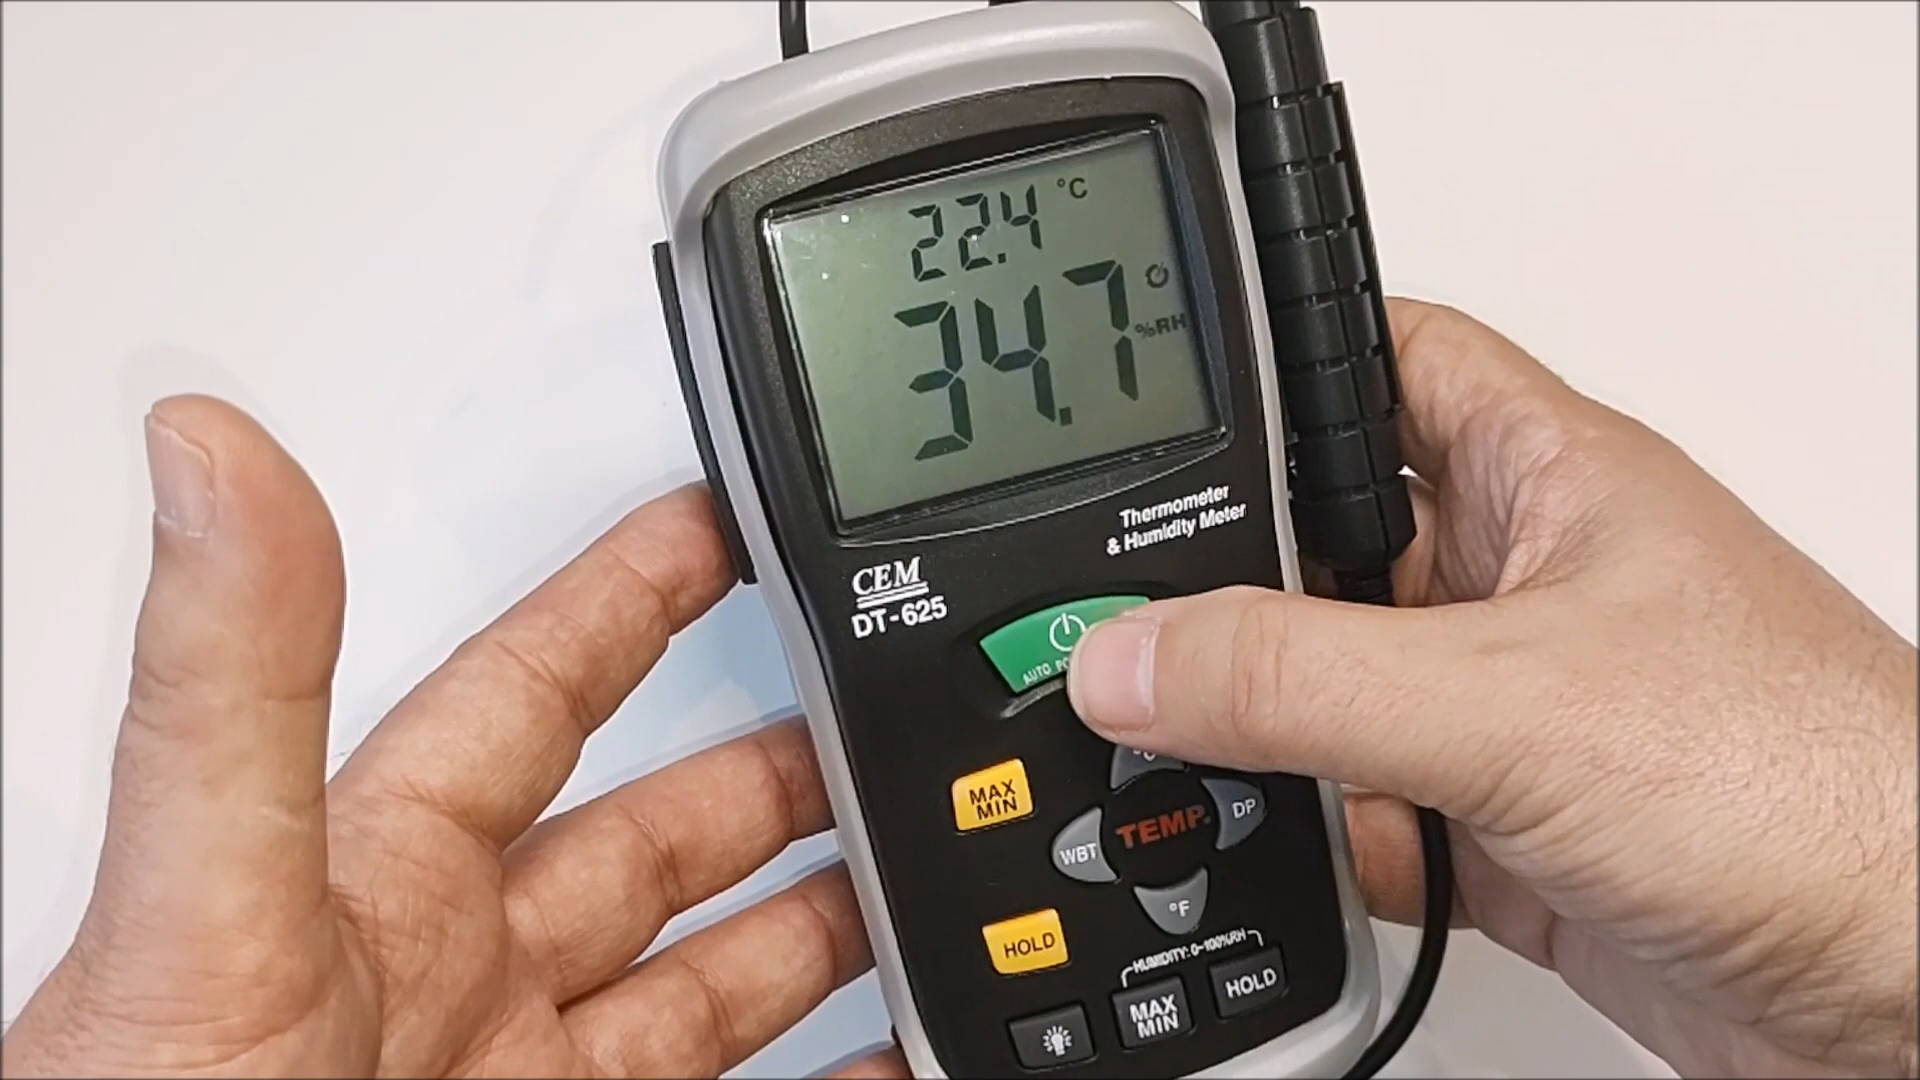 22.4 °C
34.7 %RH
Thermometer
& Humidity Meter
CEM
DT-625
AUTO
MAX
MIN
TEMP.
DP
WBT
°F
HOLD
HUMIDITY: 0~100%RH
MAX
MIN
HOLD